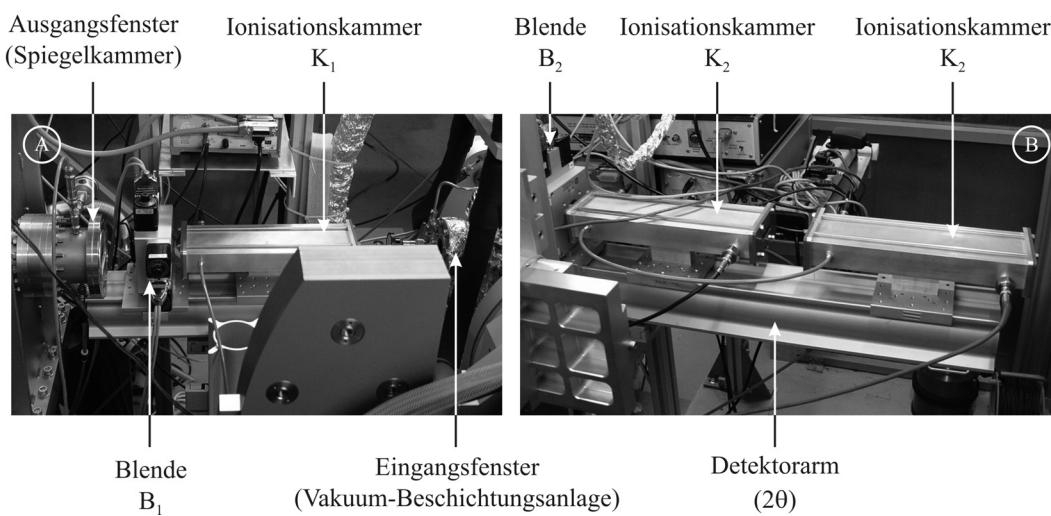 Ausgangsfenster
(Spiegelkammer)
Ionisationskammer
K₁
Blende
B₂
Ionisationskammer
K₂
Ionisationskammer
K₂
A
B
Blende
B₁
Eingangsfenster
(Vakuum-Beschichtungsanlage)
Detektorarm
(2θ)